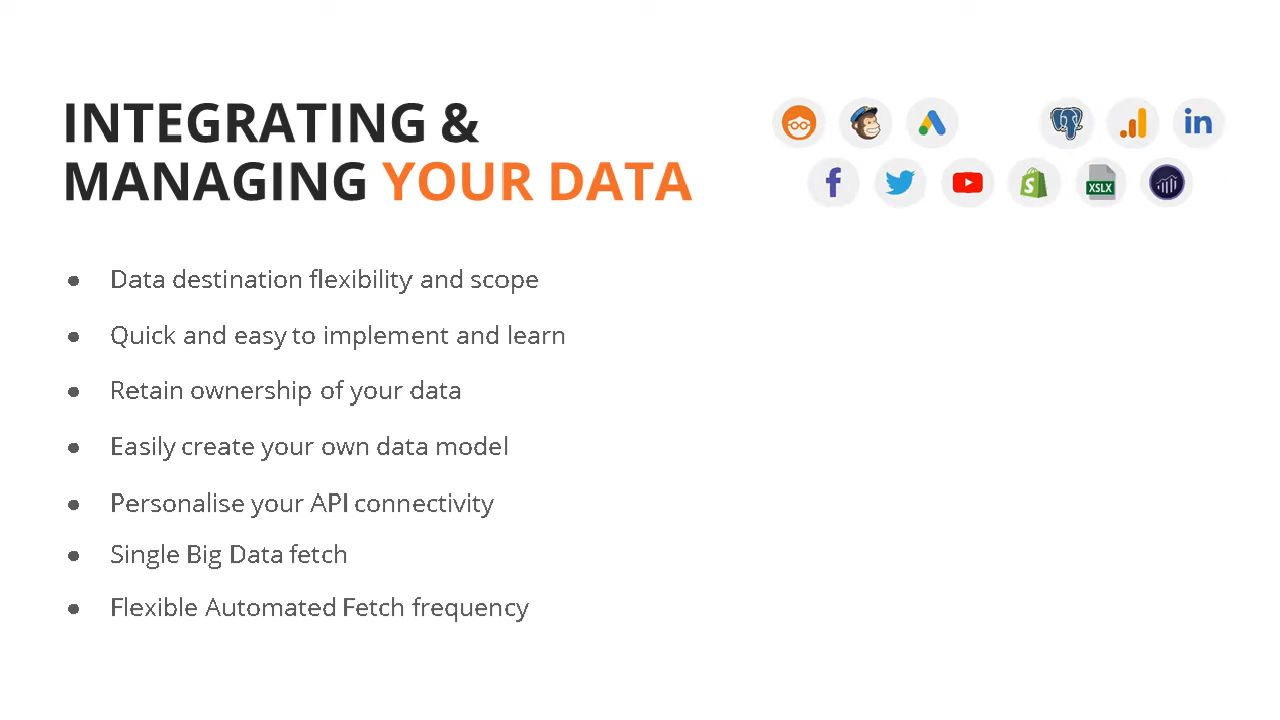 INTEGRATING &
MANAGING YOUR DATA
in
f
XSLX
● Data destination flexibility and scope
● Quick and easy to implement and learn
● Retain ownership of your data
● Easily create your own data model
● Personalise your API connectivity
● Single Big Data fetch
● Flexible Automated Fetch frequency